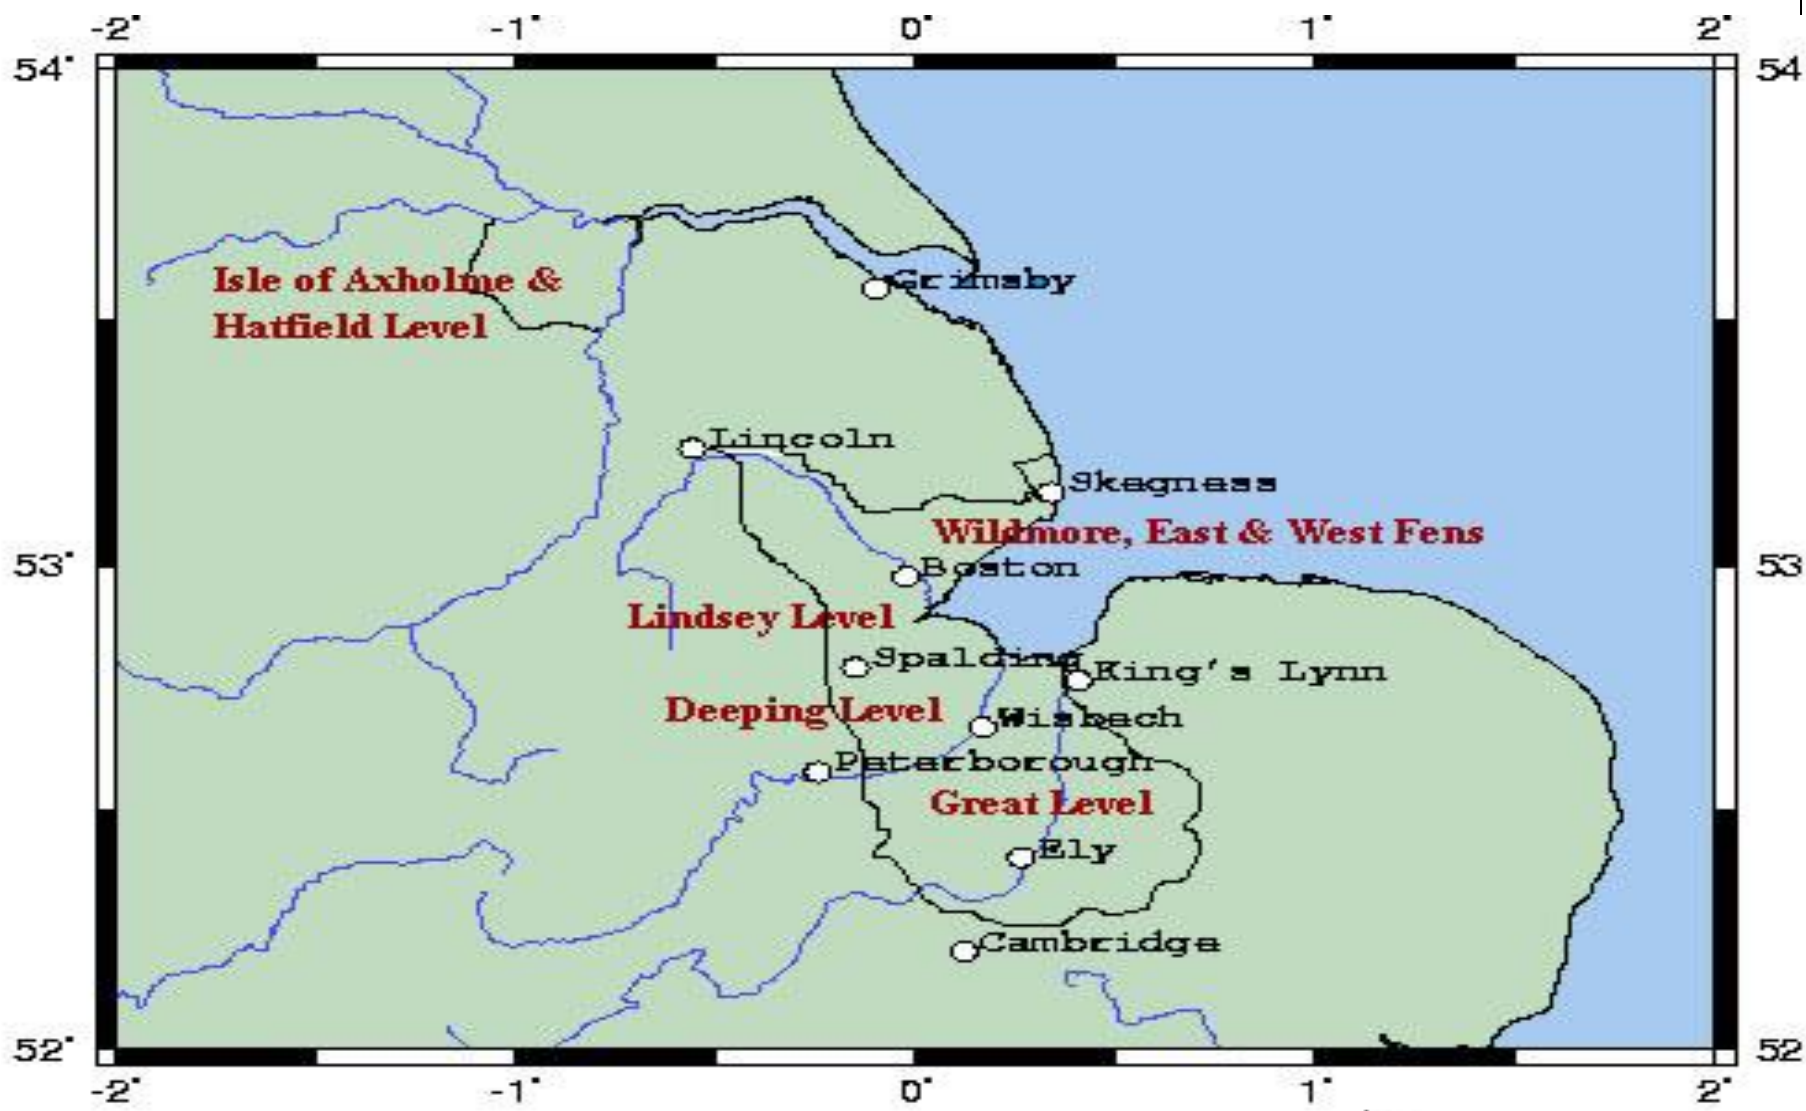 -2° -1° 0° 1° 2°
54° 54
Isle of Axholme &
Hatfield Level
Grimsby
Lincoln
Skegness
Wildmore, East & West Fens
53° 53
Boston
Lindsey Level
Spalding
King's Lynn
Deeping Level
Wisbech
Peterborough
Great Level
Ely
Cambridge
52° 52
-2° -1° 0° 1° 2°